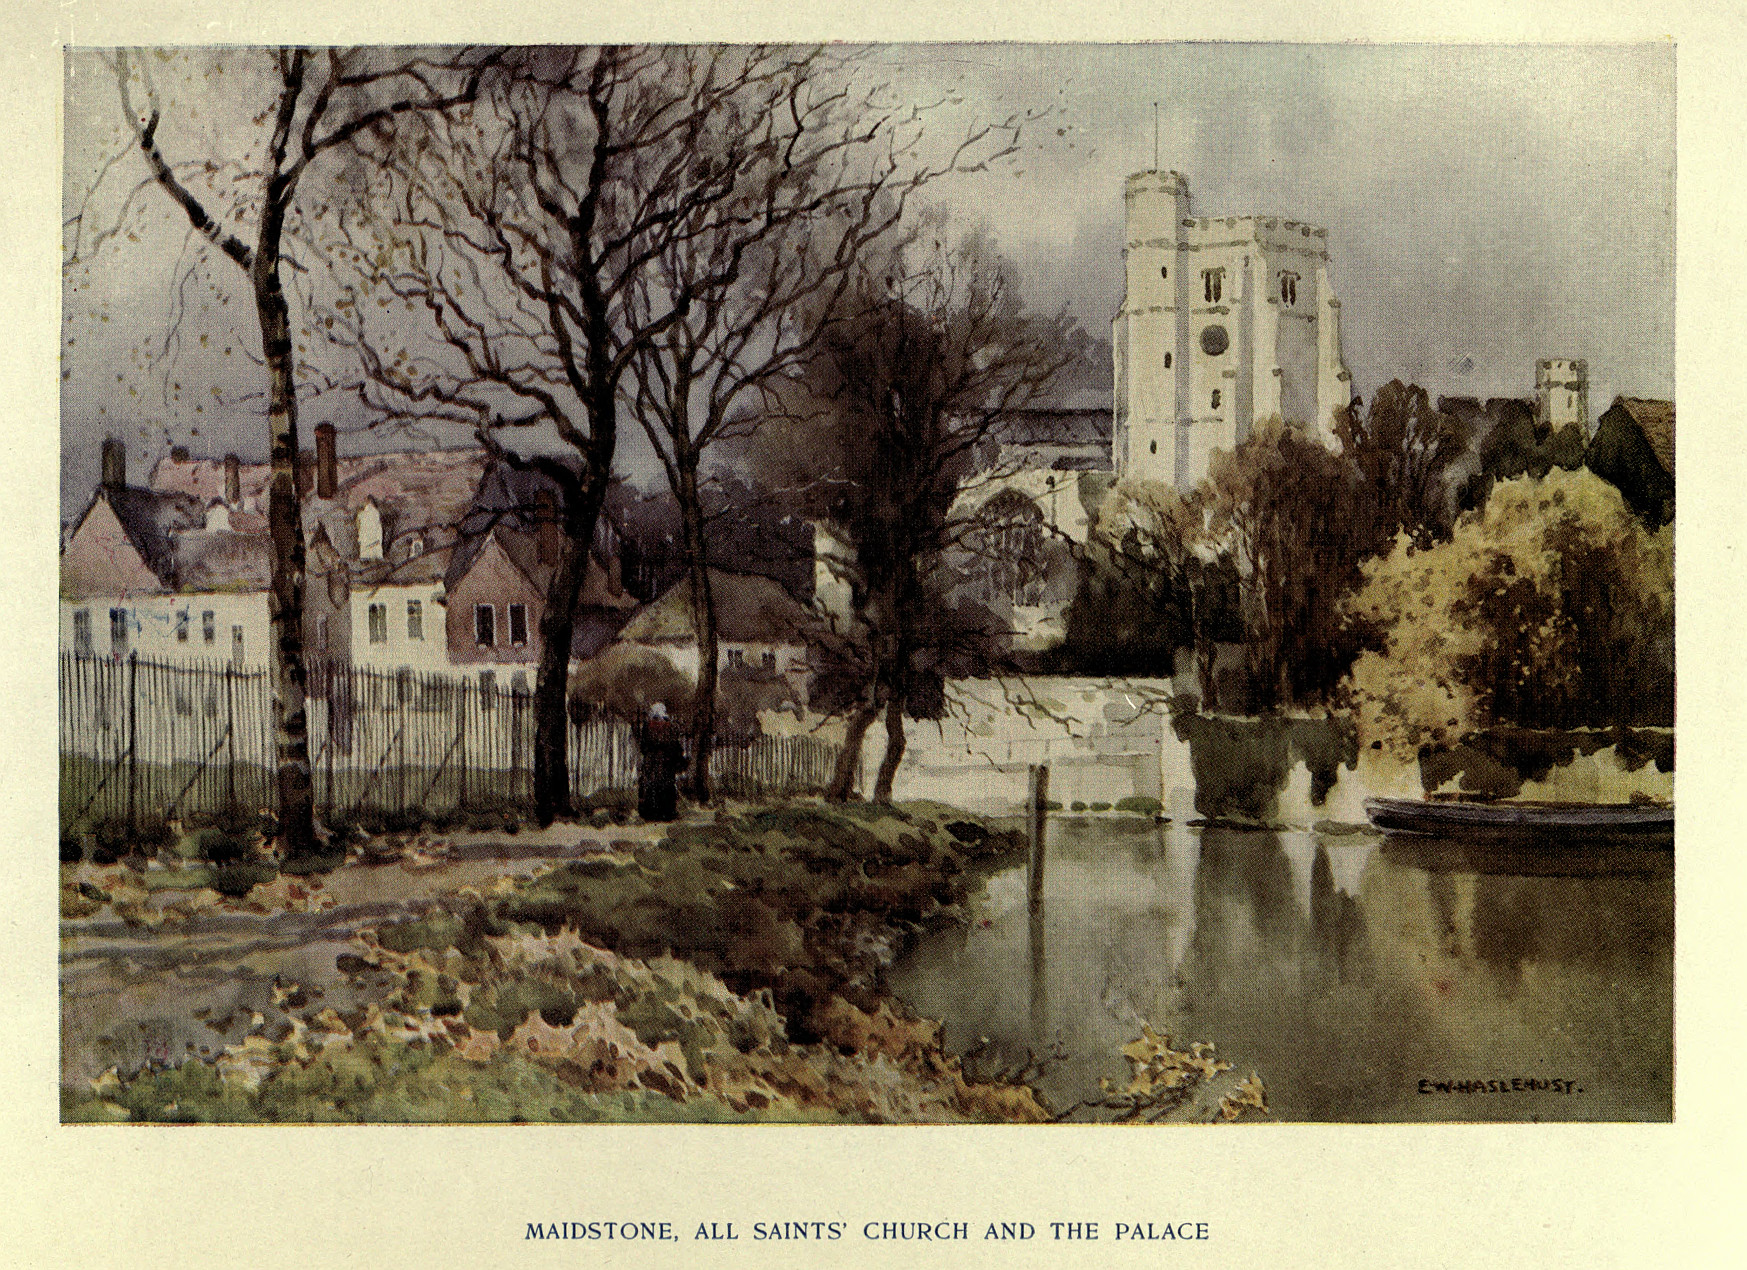 E.W.HASLEHUST.
MAIDSTONE, ALL SAINTS' CHURCH AND THE PALACE